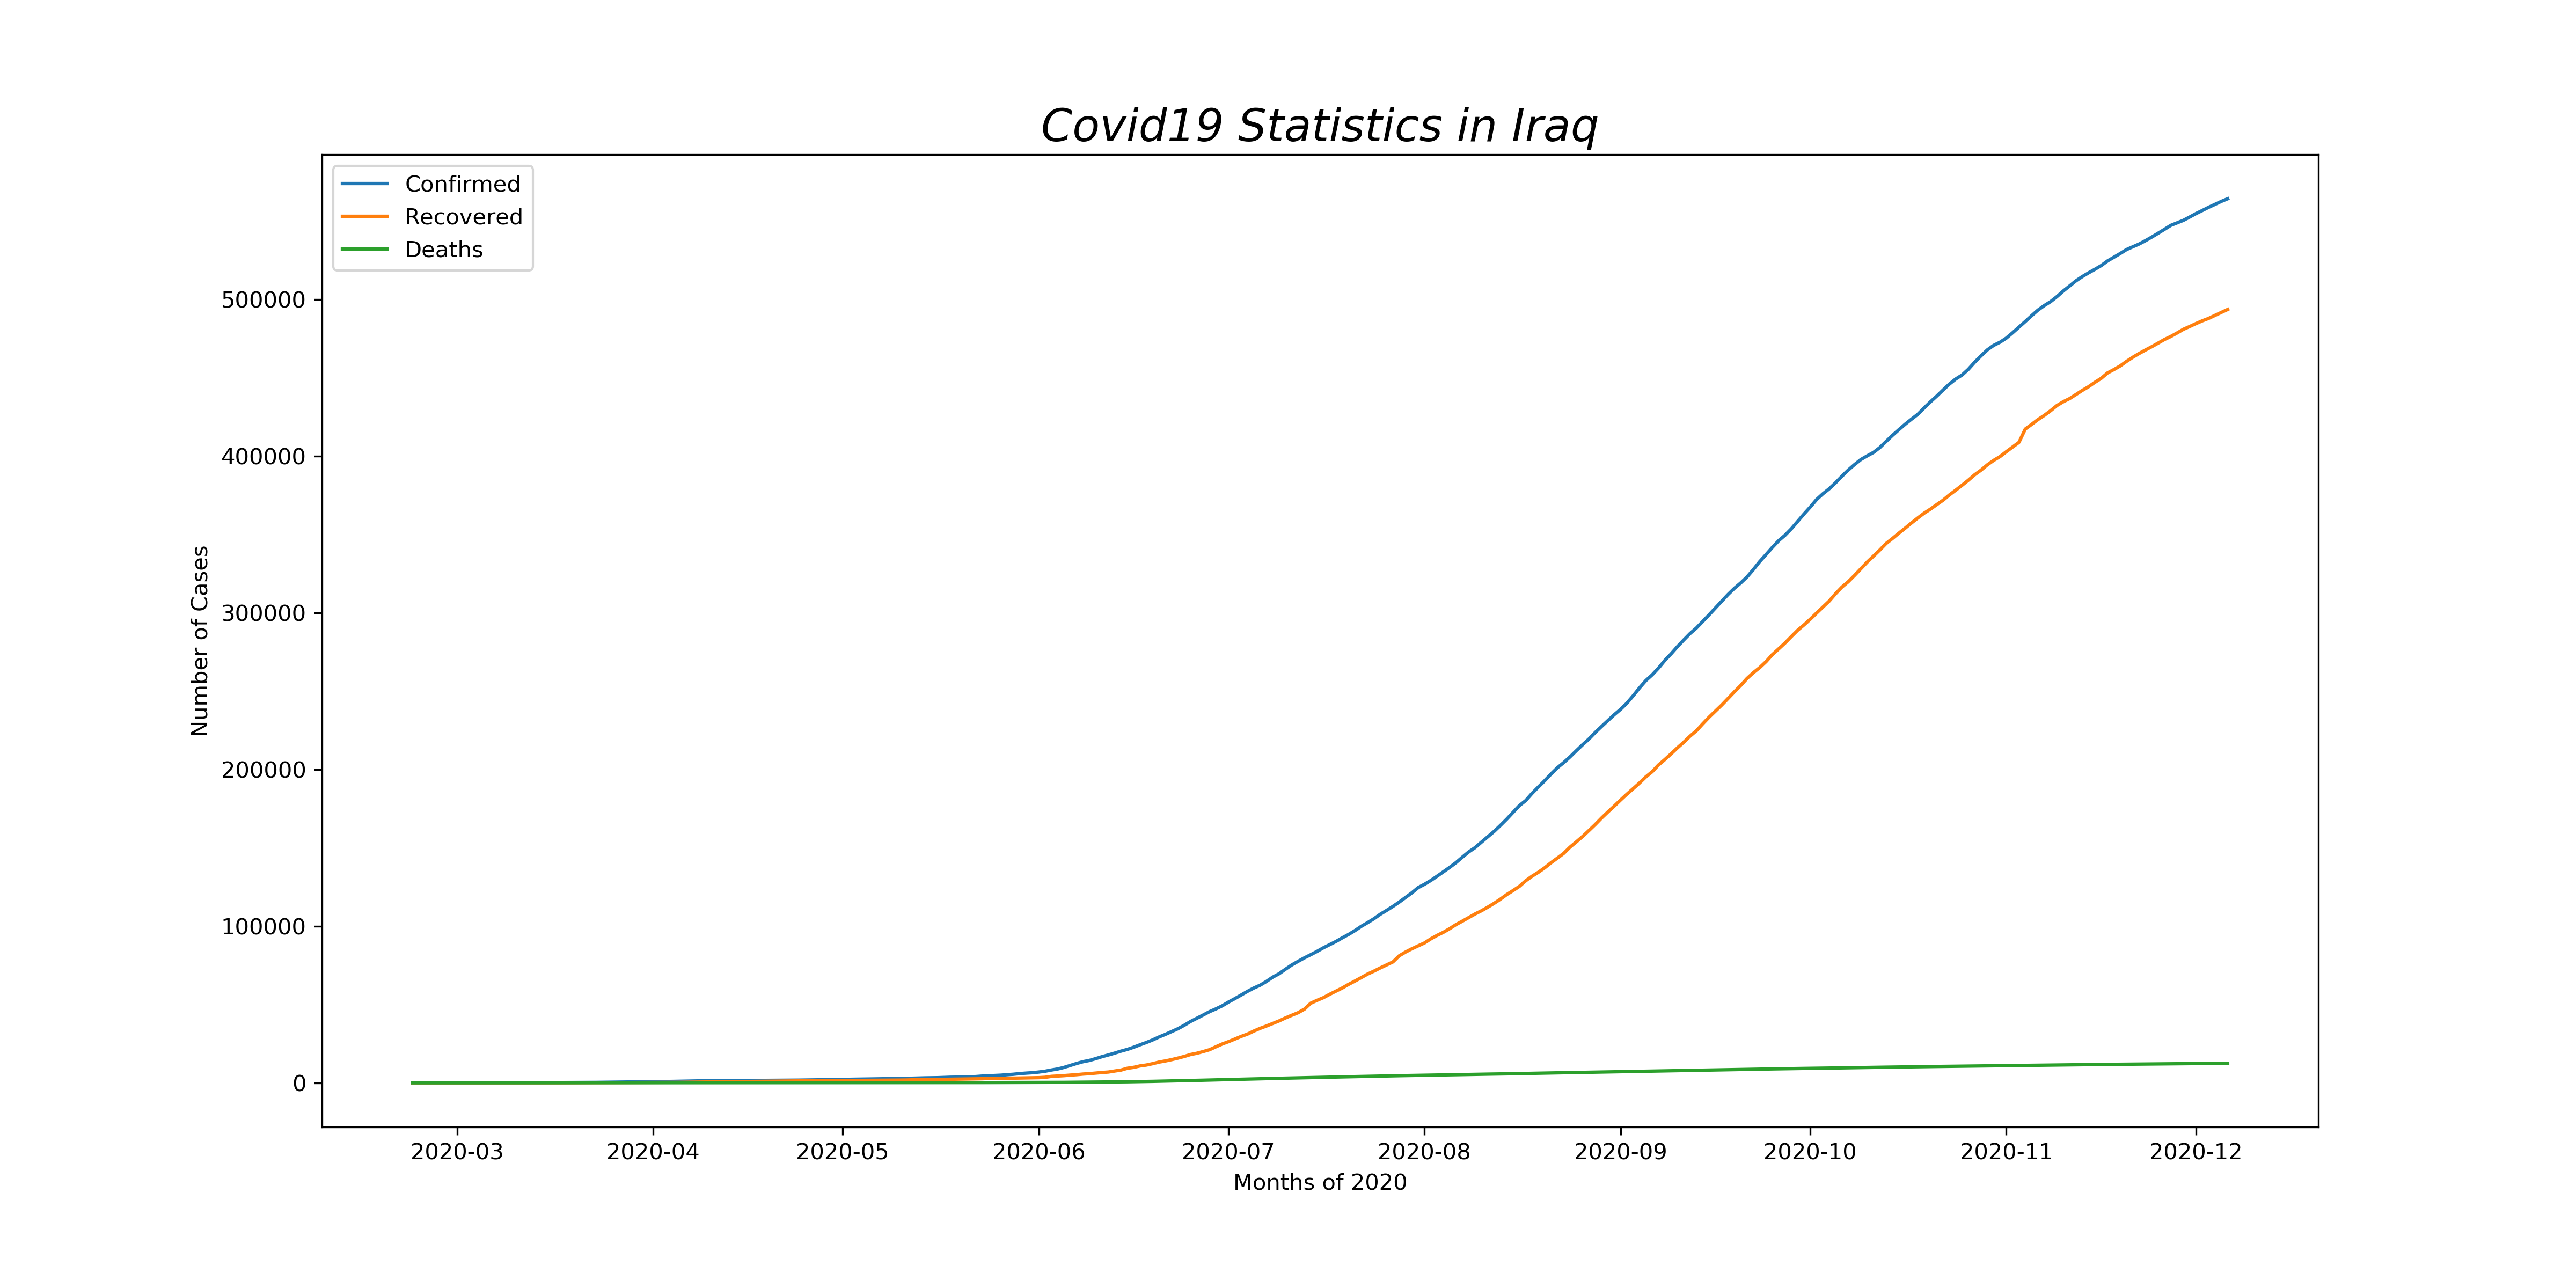 Covid19 Statistics in Iraq
Confirmed
Recovered
Deaths
500000
400000
300000
200000
100000
0
Number of Cases
2020-03 2020-04 2020-05 2020-06 2020-07 2020-08 2020-09 2020-10 2020-11 2020-12
Months of 2020